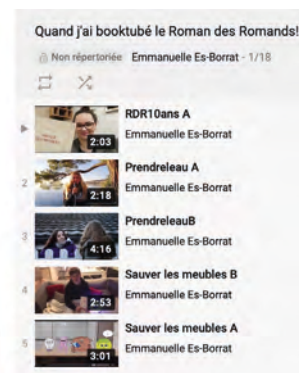 Quand j'ai booktubé le Roman des Romands!
Non répertoriée Emmanuelle Es-Borrat - 1/18
RDR10ans A
Emmanuelle Es-Borrat
2:03
2
Prendreleau A
Emmanuelle Es-Borrat
2:18
3
PrendreleauB
Emmanuelle Es-Borrat
4:16
4
Sauver les meubles B
Emmanuelle Es-Borrat
2:53
5
Sauver les meubles A
Emmanuelle Es-Borrat
3:01